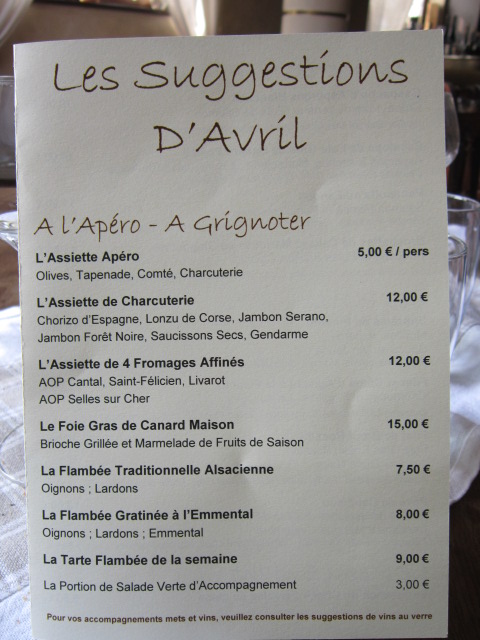 Les Suggestions
D'Avril
A l'Apéro - A Grignoter
L'Assiette Apéro 5,00 € / pers
Olives, Tapenade, Comté, Charcuterie
L'Assiette de Charcuterie 12,00 €
Chorizo d'Espagne, Lonzu de Corse, Jambon Serano,
Jambon Forêt Noire, Saucissons Secs, Gendarme
L'Assiette de 4 Fromages Affinés 12,00 €
AOP Cantal, Saint-Félicien, Livarot
AOP Selles sur Cher
Le Foie Gras de Canard Maison 15,00 €
Brioche Grillée et Marmelade de Fruits de Saison
La Flambée Traditionnelle Alsacienne 7,50 €
Oignons ; Lardons
La Flambée Gratinée à l'Emmental 8,00 €
Oignons ; Lardons ; Emmental
La Tarte Flambée de la semaine 9,00 €
La Portion de Salade Verte d'Accompagnement 3,00 €
Pour vos accompagnements mets et vins, veuillez consulter les suggestions de vins au verre